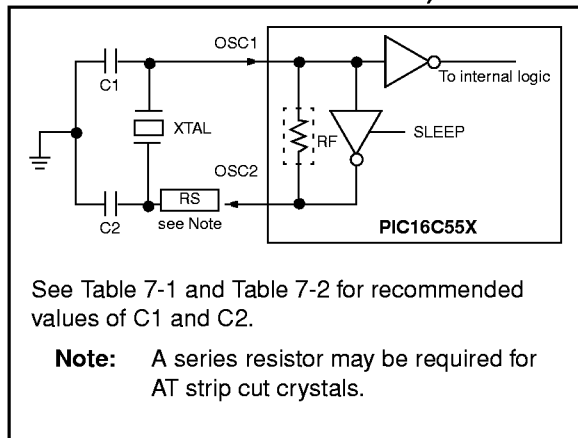 OSC1
C1
To internal logic
XTAL
RF
SLEEP
OSC2
RS
C2
see Note
PIC16C55X
See Table 7-1 and Table 7-2 for recommended
values of C1 and C2.
Note: A series resistor may be required for
AT strip cut crystals.